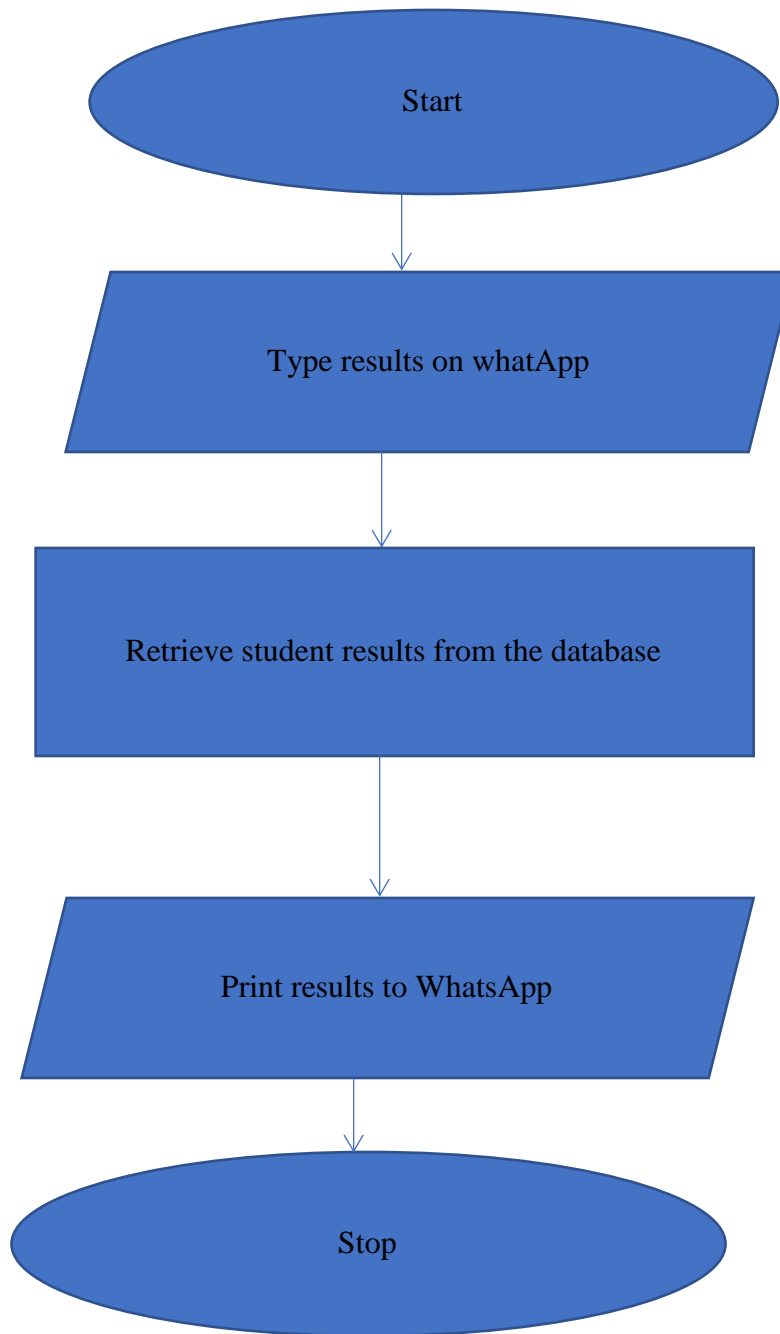 Start
Type results on whatApp
Retrieve student results from the database
Print results to WhatsApp
Stop